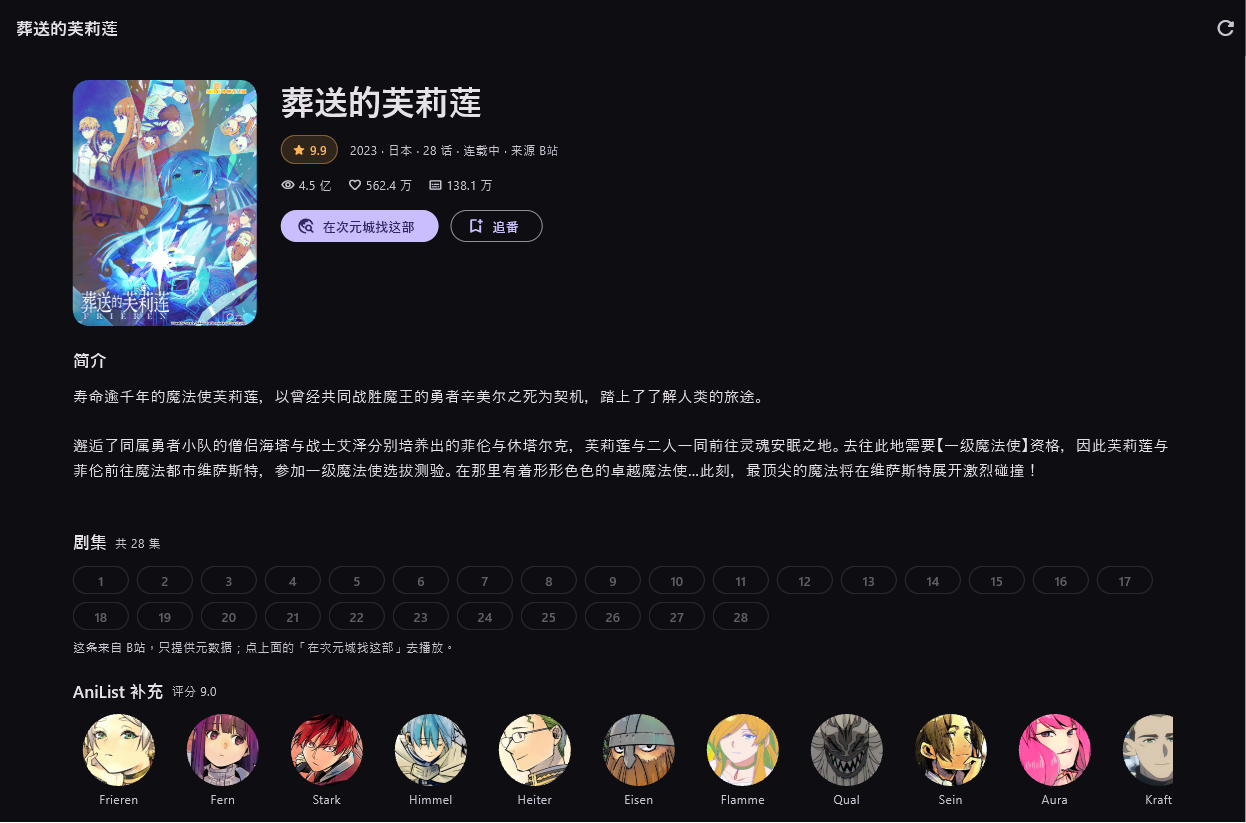 葬送的芙莉莲
葬送的芙莉莲
9.9 2023 · 日本 · 28 话 · 连载中 · 来源 B站
4.5 亿 562.4 万 138.1 万
在次元城找这部 追番
葬送的芙莉莲
FRIEREN
简介
寿命逾千年的魔法使芙莉莲，以曾经共同战胜魔王的勇者辛美尔之死为契机，踏上了了解人类的旅途。
邂逅了同属勇者小队的僧侣海塔与战士艾泽分别培养出的菲伦与休塔尔克，芙莉莲与二人一同前往灵魂安眠之地。去往此地需要【一级魔法使】资格，因此芙莉莲与
菲伦前往魔法都市维萨斯特，参加一级魔法使选拔测验。在那里有着形形色色的卓越魔法使...此刻，最顶尖的魔法将在维萨斯特展开激烈碰撞！
剧集 共 28 集
1 2 3 4 5 6 7 8 9 10 11 12 13 14 15 16 17
18 19 20 21 22 23 24 25 26 27 28
这条来自 B站，只提供元数据；点上面的「在次元城找这部」去播放。
AniList 补充 评分 9.0
Frieren Fern Stark Himmel Heiter Eisen Flamme Qual Sein Aura Kraft